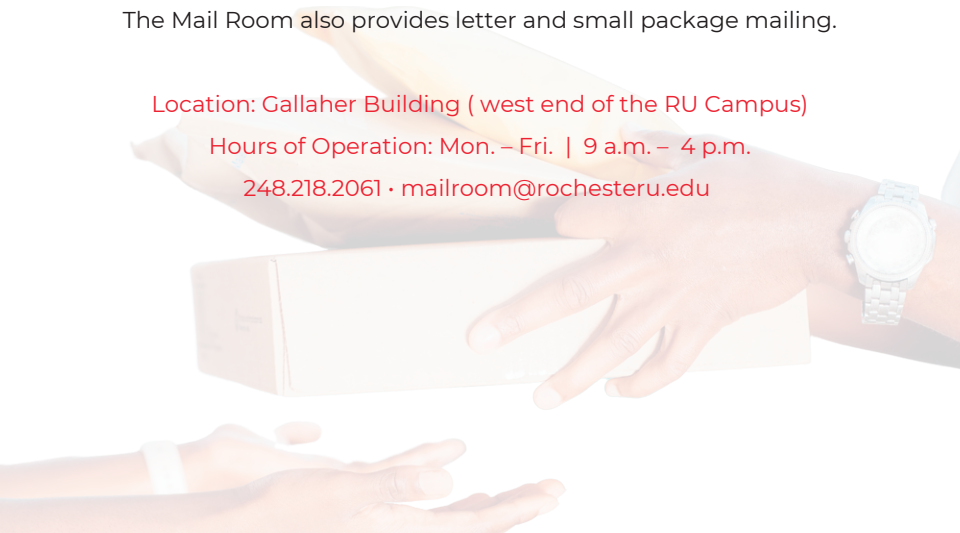 The Mail Room also provides letter and small package mailing.
Location: Gallaher Building ( west end of the RU Campus)
Hours of Operation: Mon. – Fri. | 9 a.m. – 4 p.m.
248.218.2061 • mailroom@rochesteru.edu